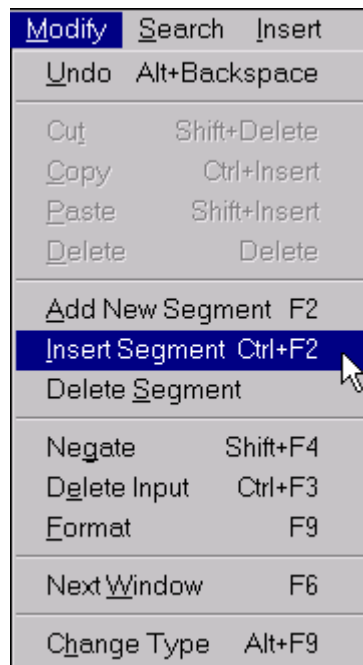 Modify Search Insert
Undo Alt+Backspace
Cut Shift+Delete
Copy Ctrl+Insert
Paste Shift+Insert
Delete Delete
Add New Segment F2
Insert Segment Ctrl+F2
Delete Segment
Negate Shift+F4
Delete Input Ctrl+F3
Format F9
Next Window F6
Change Type Alt+F9